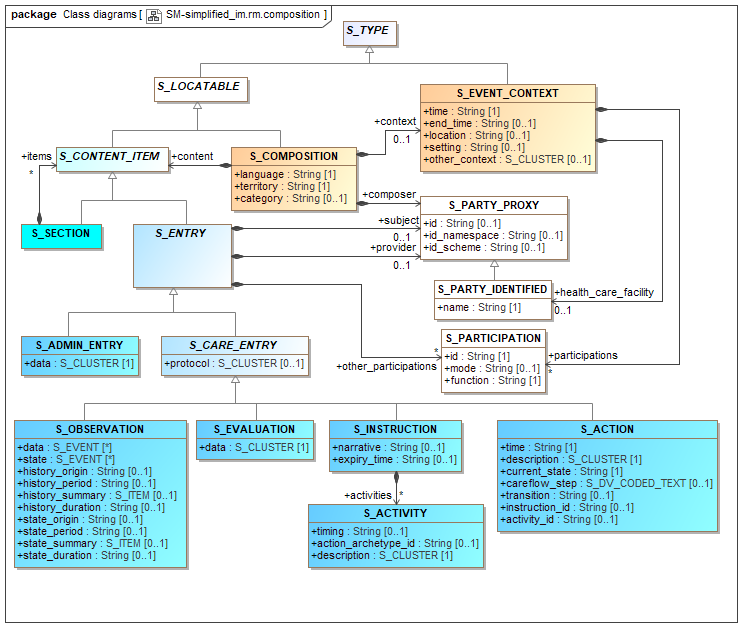 package Class diagrams [ SM-simplified_im.rm.composition ]
S_TYPE
S_LOCATABLE
S_EVENT_CONTEXT
+time : String [1]
+end_time : String [0..1]
+location : String [0..1]
+setting : String [0..1]
+other_context : S_CLUSTER [0..1]
+context
0..1
+items
*
S_CONTENT_ITEM
+content
S_COMPOSITION
+language : String [1]
+territory : String [1]
+category : String [0..1]
+composer
S_PARTY_PROXY
+id : String [0..1]
+id_namespace : String [0..1]
+id_scheme : String [0..1]
+subject
0..1
+provider
0..1
S_SECTION
S_ENTRY
S_PARTY_IDENTIFIED
+name : String [1]
+health_care_facility
0..1
S_ADMIN_ENTRY
+data : S_CLUSTER [1]
S_CARE_ENTRY
+protocol : S_CLUSTER [0..1]
*
+other_participations
S_PARTICIPATION
+id : String [1]
+mode : String [0..1]
+function : String [1]
+participations
*
S_OBSERVATION
+data : S_EVENT [*]
+state : S_EVENT [*]
+history_origin : String [0..1]
+history_period : String [0..1]
+history_summary : S_ITEM [0..1]
+history_duration : String [0..1]
+state_origin : String [0..1]
+state_period : String [0..1]
+state_summary : S_ITEM [0..1]
+state_duration : String [0..1]
S_EVALUATION
+data : S_CLUSTER [1]
S_INSTRUCTION
+narrative : String [0..1]
+expiry_time : String [0..1]
S_ACTION
+time : String [1]
+description : S_CLUSTER [1]
+current_state : String [1]
+careflow_step : S_DV_CODED_TEXT [0..1]
+transition : String [0..1]
+instruction_id : String [0..1]
+activity_id : String [0..1]
+activities
*
S_ACTIVITY
+timing : String [0..1]
+action_archetype_id : String [0..1]
+description : S_CLUSTER [1]